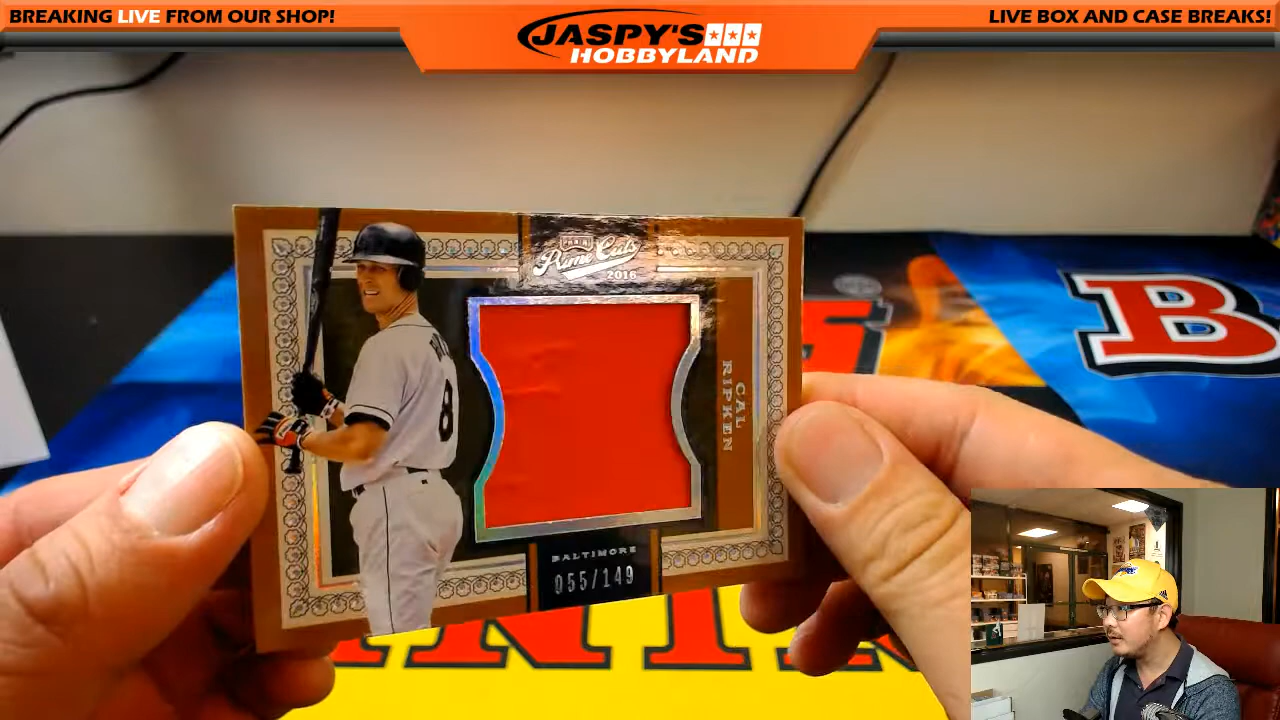 BREAKING LIVE FROM OUR SHOP!
JASPY'S
HOBBYLAND
LIVE BOX AND CASE BREAKS!
Prime Cuts
2016
8
CAL
RIPKEN
BALTIMORE
055/149
B